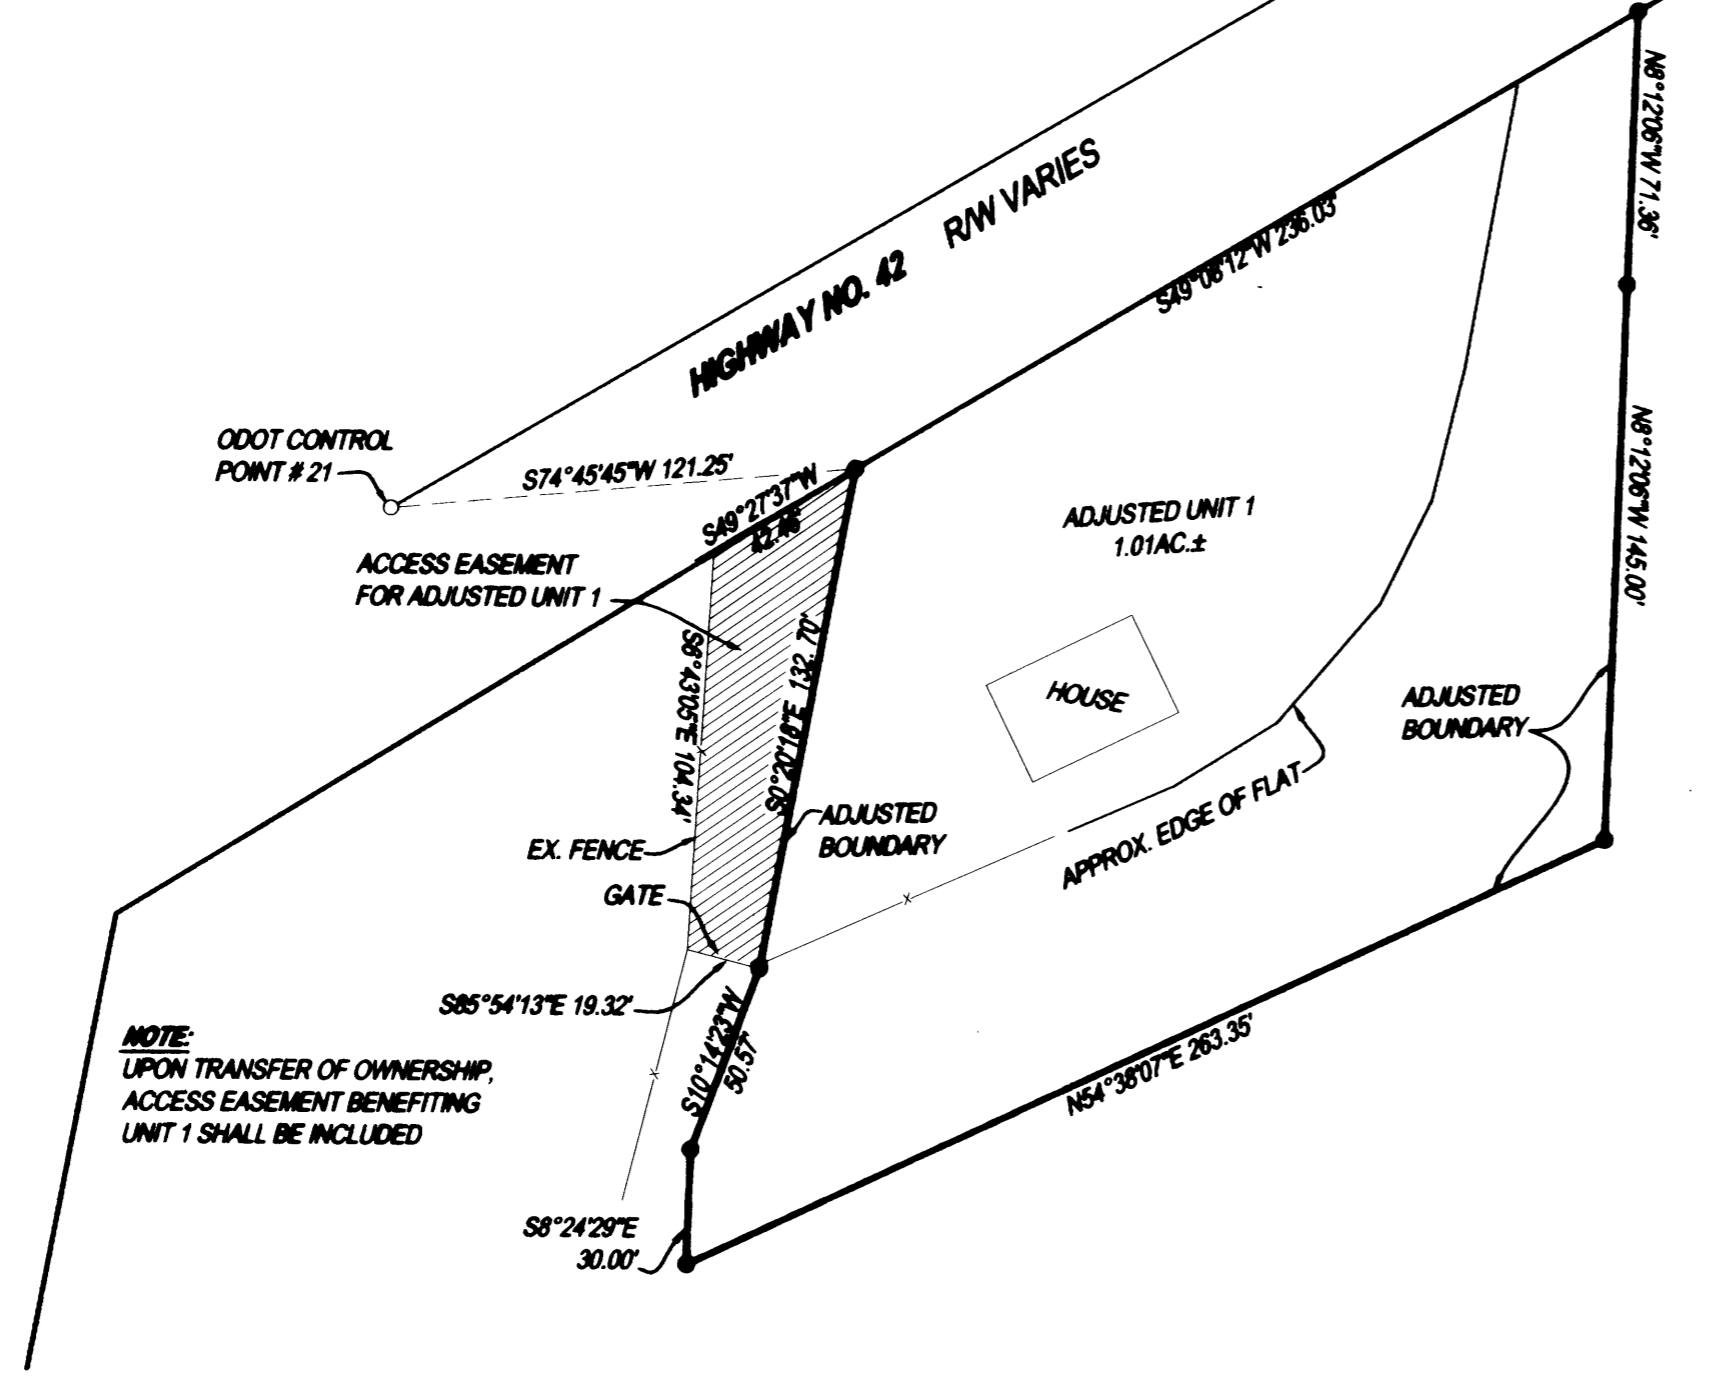 N8°12'06"W 71.36'
R/W VARIES
HIGHWAY NO. 42
S49°08'12"W 236.03'
ODOT CONTROL
POINT # 21
S74°45'45"W 121.25'
S49°27'37"W
42.46'
ADJUSTED UNIT 1
1.01AC.±
N8°12'06"W 145.00'
ACCESS EASEMENT
FOR ADJUSTED UNIT 1
S6°43'05"E 104.34'
S0°20'18"E 132.70'
HOUSE
ADJUSTED
BOUNDARY
ADJUSTED
BOUNDARY
APPROX. EDGE OF FLAT
EX. FENCE
GATE
S85°54'13"E 19.32'
S10°14'23"W
50.57'
N54°38'07"E 263.35'
NOTE:
UPON TRANSFER OF OWNERSHIP,
ACCESS EASEMENT BENEFITING
UNIT 1 SHALL BE INCLUDED
S8°24'29"E
30.00'